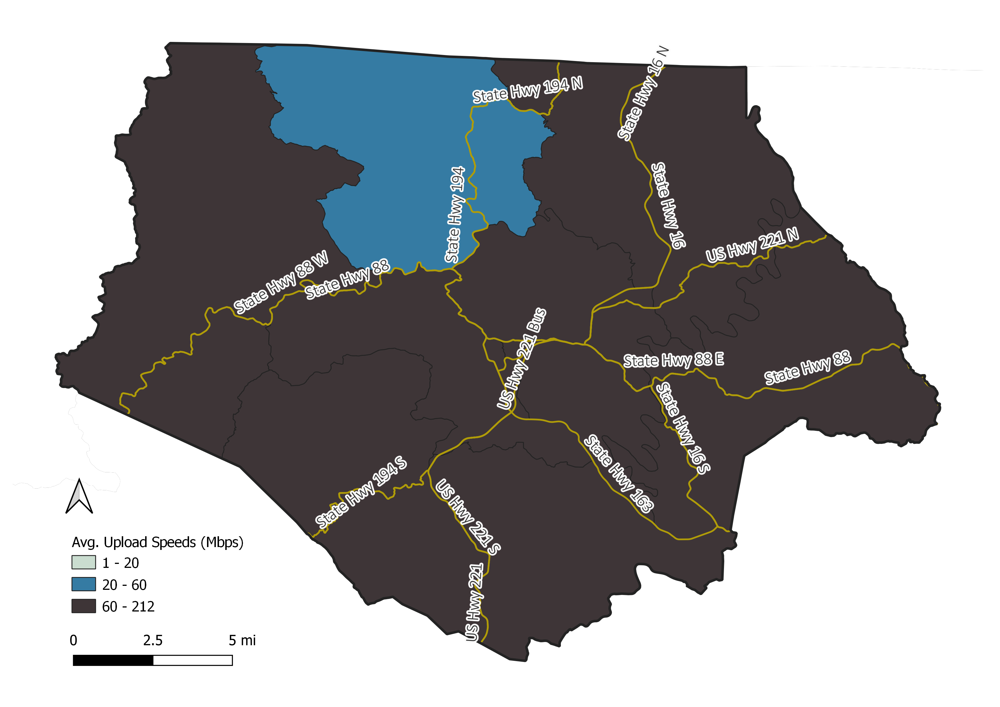 State Hwy 16 N
State Hwy 194 N
State Hwy 194
State Hwy 16
US Hwy 221 N
State Hwy 88 W
State Hwy 88
US Hwy 221 Bus
State Hwy 88 E
State Hwy 88
State Hwy 16 S
State Hwy 163
State Hwy 194 S
US Hwy 221 S
US Hwy 221
Avg. Upload Speeds (Mbps)
1 - 20
20 - 60
60 - 212
0 2.5 5 mi